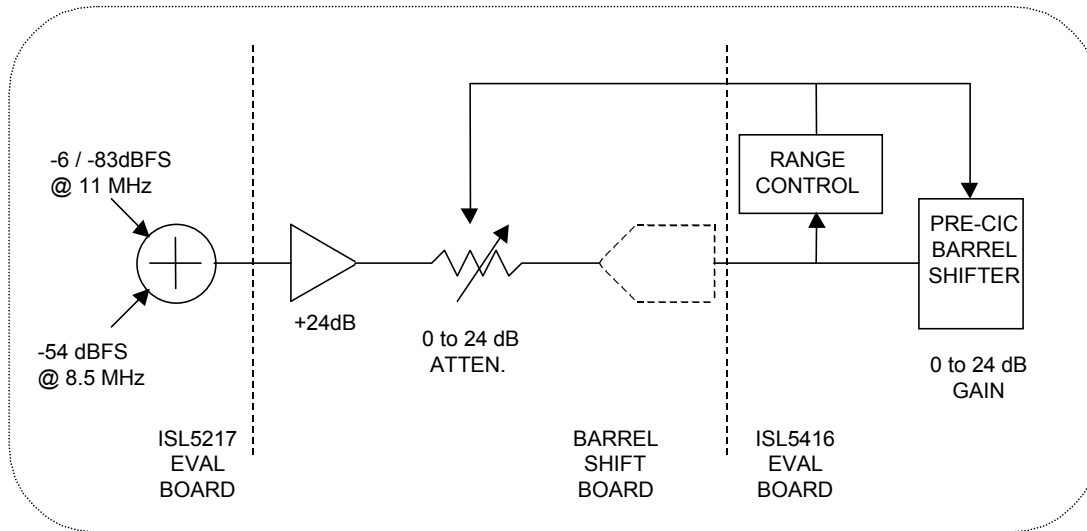 -6 / -83dBFS
@ 11 MHz
-54 dBFS
@ 8.5 MHz
+24dB
0 to 24 dB
ATTEN.
RANGE
CONTROL
PRE-CIC
BARREL
SHIFTER
0 to 24 dB
GAIN
ISL5217
EVAL
BOARD
BARREL
SHIFT
BOARD
ISL5416
EVAL
BOARD